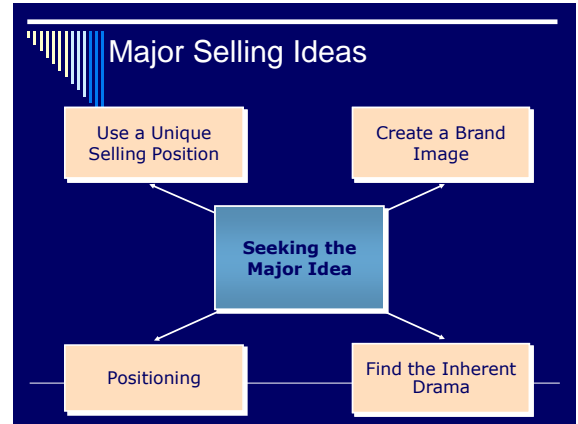 Major Selling Ideas
Use a Unique
Selling Position
Create a Brand
Image
Seeking the
Major Idea
Positioning
Find the Inherent
Drama